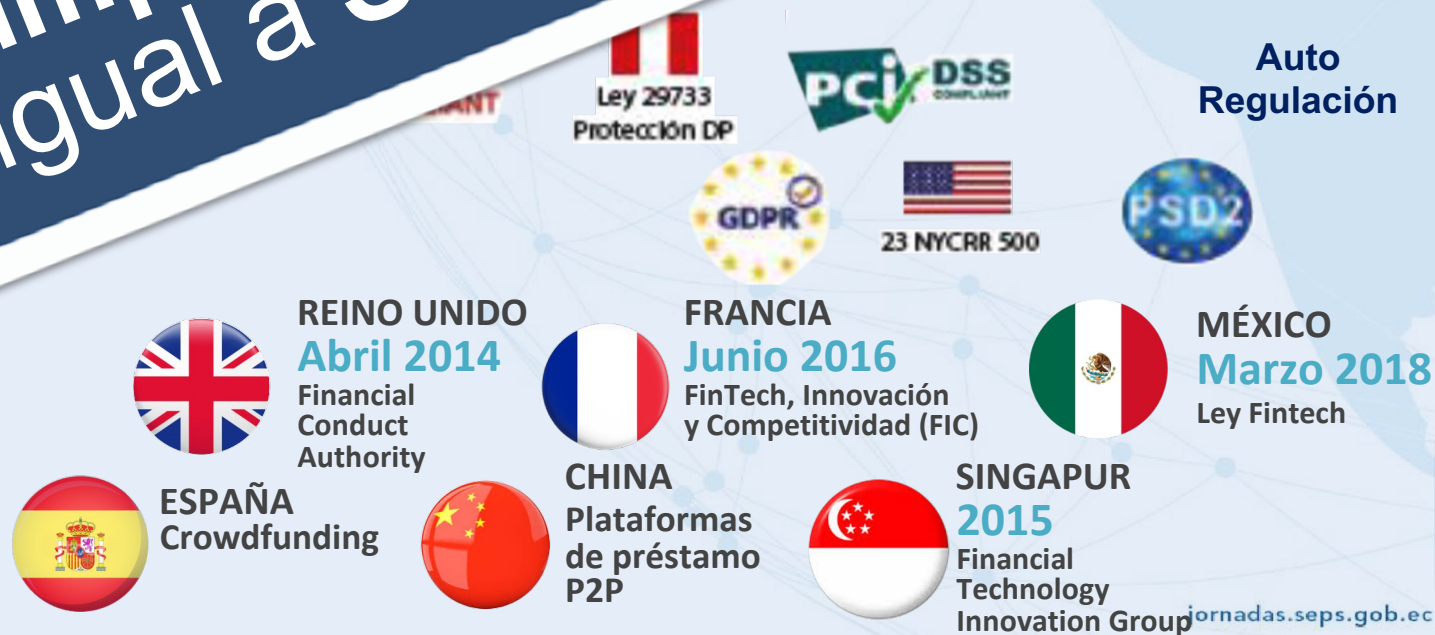 igual a
Ley 29733
Protección DP
PCI DSS
COMPLIANT
Auto
Regulación
GDPR
23 NYCRR 500
PSD2
REINO UNIDO
Abril 2014
Financial
Conduct
Authority
FRANCIA
Junio 2016
FinTech, Innovación
y Competitividad (FIC)
MÉXICO
Marzo 2018
Ley Fintech
ESPAÑA
Crowdfunding
CHINA
Plataformas
de préstamo
P2P
SINGAPUR
2015
Financial
Technology
Innovation Group
jornadas.seps.gob.ec